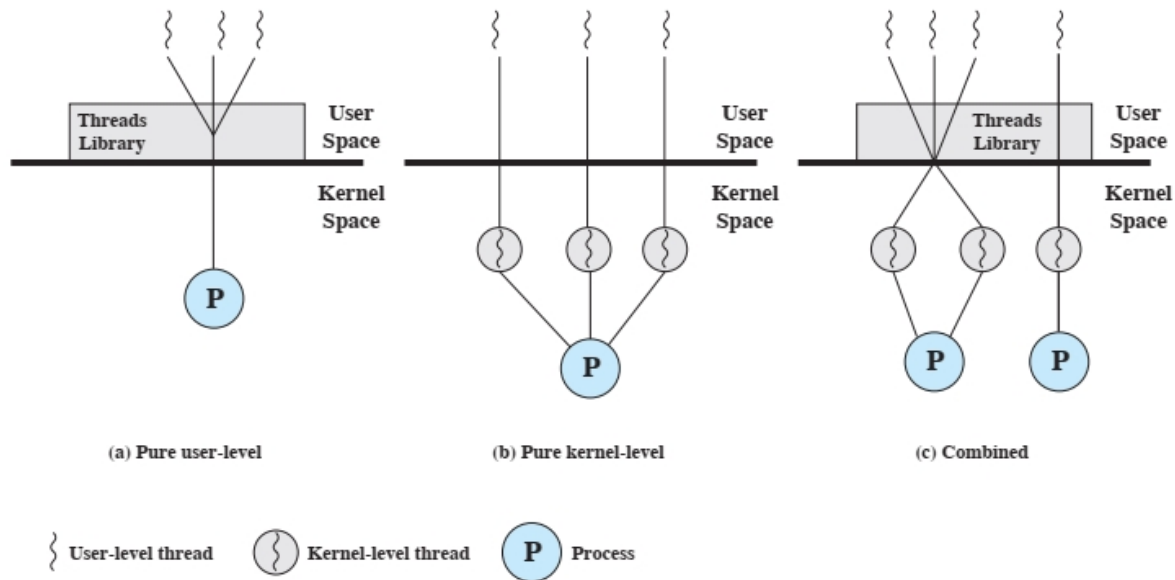 Threads
Library
User
Space
Kernel
Space
P
(a) Pure user-level
User
Space
Kernel
Space
P
(b) Pure kernel-level
Threads
Library
User
Space
Kernel
Space
P
P
(c) Combined
User-level thread
Kernel-level thread
P
Process